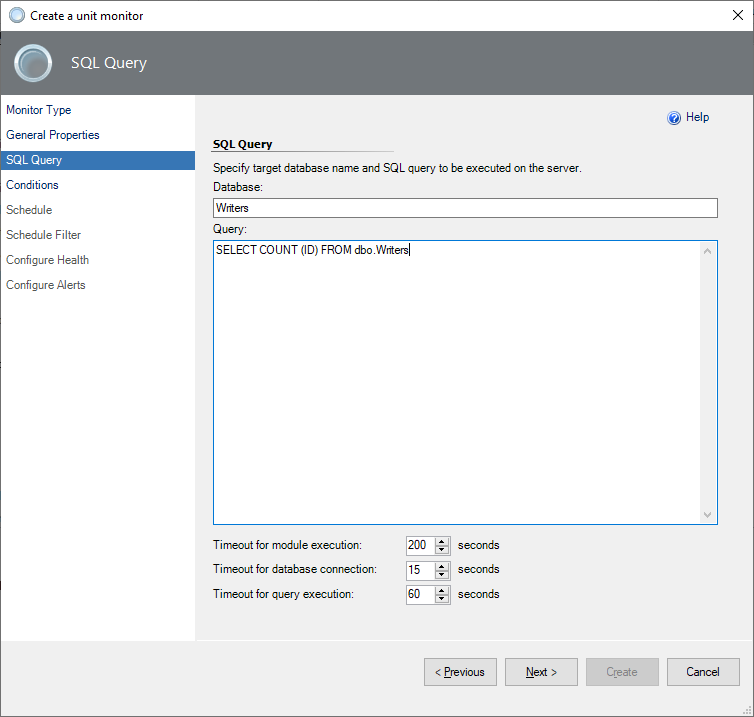 Create a unit monitor
SQL Query
Monitor Type
General Properties
SQL Query
Conditions
Schedule
Schedule Filter
Configure Health
Configure Alerts
Help
SQL Query
Specify target database name and SQL query to be executed on the server.
Database:
Writers
Query:
SELECT COUNT (ID) FROM dbo.Writers
Timeout for module execution: 200 seconds
Timeout for database connection: 15 seconds
Timeout for query execution: 60 seconds
< Previous Next > Create Cancel